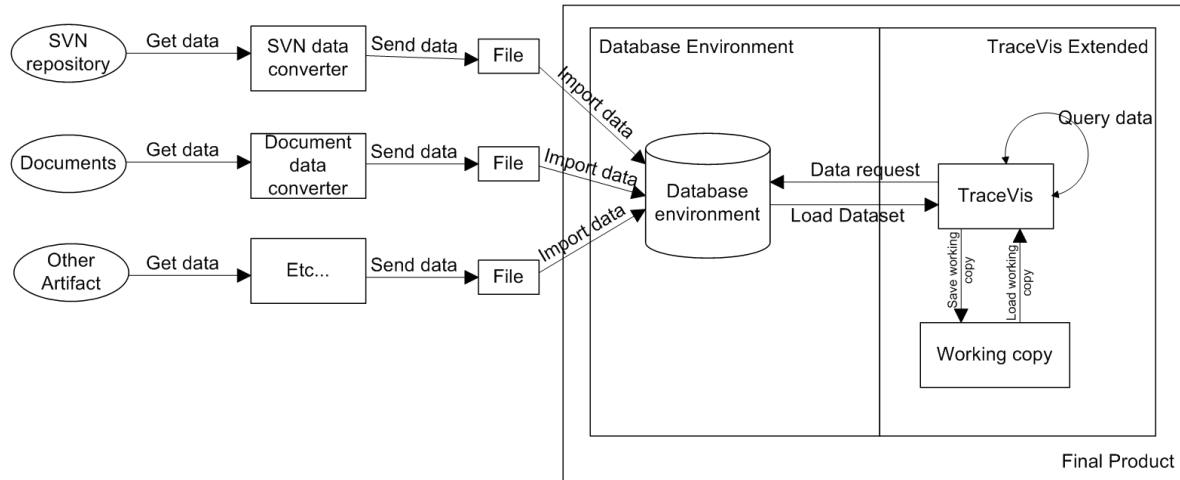 SVN
repository
Get data
SVN data
converter
Send data
File
Import data
Documents
Get data
Document
data
converter
Send data
File
Import data
Other
Artifact
Get data
Etc...
Send data
File
Import data
Database Environment
Database
environment
TraceVis Extended
Query data
Data request
Load Dataset
TraceVis
Save working
copy
Load working
copy
Working copy
Final Product